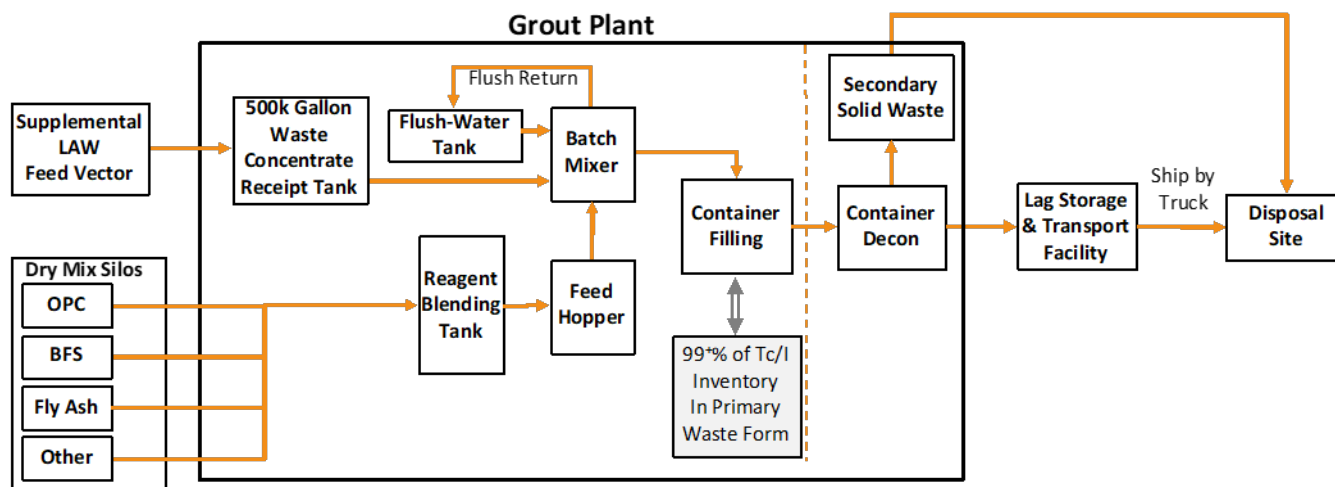 Grout Plant
Supplemental
LAW
Feed Vector
500k Gallon
Waste
Concentrate
Receipt Tank
Flush Return
Flush-Water
Tank
Batch
Mixer
Container
Filling
99⁺% of Tc/I
Inventory
In Primary
Waste Form
Secondary
Solid Waste
Container
Decon
Lag Storage
& Transport
Facility
Ship by
Truck
Disposal
Site
Dry Mix Silos
OPC
BFS
Fly Ash
Other
Reagent
Blending
Tank
Feed
Hopper